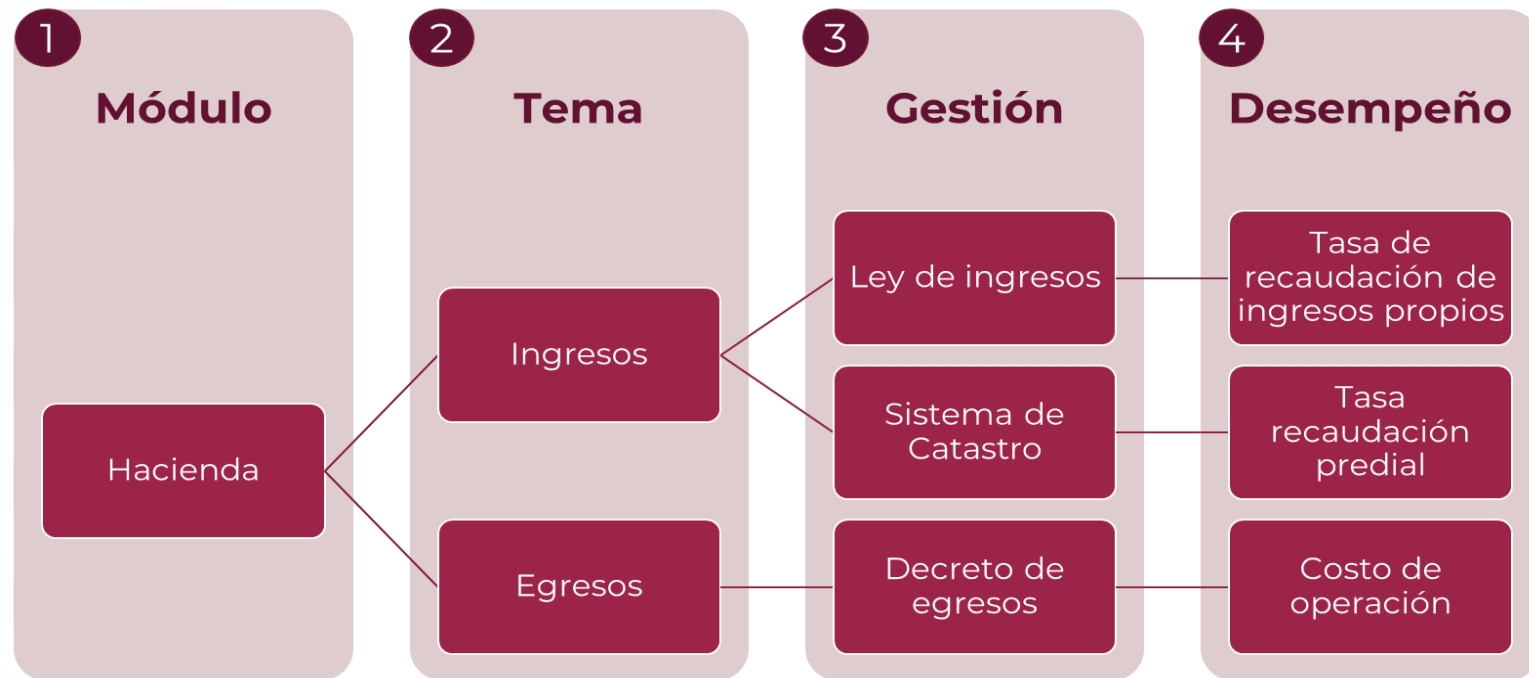 1
Módulo
2
Tema
3
Gestión
4
Desempeño
Hacienda
Ingresos
Egresos
Ley de ingresos
Sistema de
Catastro
Decreto de
egresos
Tasa de
recaudación de
ingresos propios
Tasa
recaudación
predial
Costo de
operación